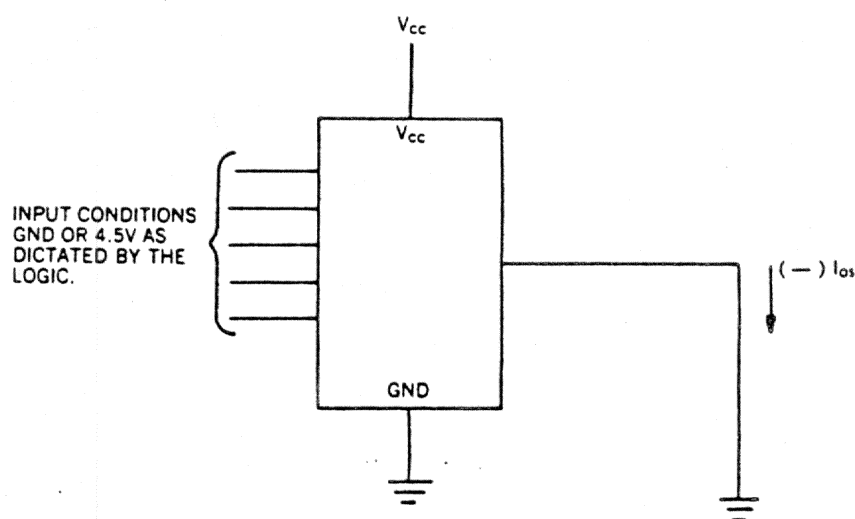 Vcc
Vcc
INPUT CONDITIONS
GND OR 4.5V AS
DICTATED BY THE
LOGIC.
(—) Ios
GND